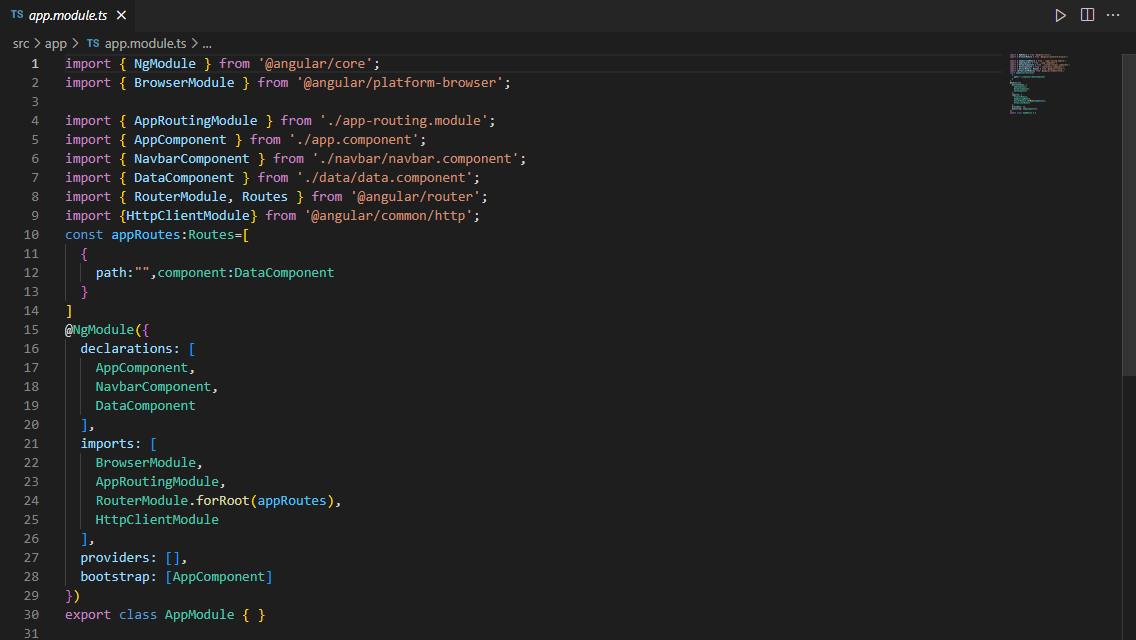 TS app.module.ts
src > app > TS app.module.ts > ...
1 import { NgModule } from '@angular/core';
2 import { BrowserModule } from '@angular/platform-browser';
3
4 import { AppRoutingModule } from './app-routing.module';
5 import { AppComponent } from './app.component';
6 import { NavbarComponent } from './navbar/navbar.component';
7 import { DataComponent } from './data/data.component';
8 import { RouterModule, Routes } from '@angular/router';
9 import {HttpClientModule} from '@angular/common/http';
10 const appRoutes:Routes=[
11   {
12     path:"",component:DataComponent
13   }
14 ]
15 @NgModule({
16   declarations: [
17     AppComponent,
18     NavbarComponent,
19     DataComponent
20   ],
21   imports: [
22     BrowserModule,
23     AppRoutingModule,
24     RouterModule.forRoot(appRoutes),
25     HttpClientModule
26   ],
27   providers: [],
28   bootstrap: [AppComponent]
29 })
30 export class AppModule { }
31